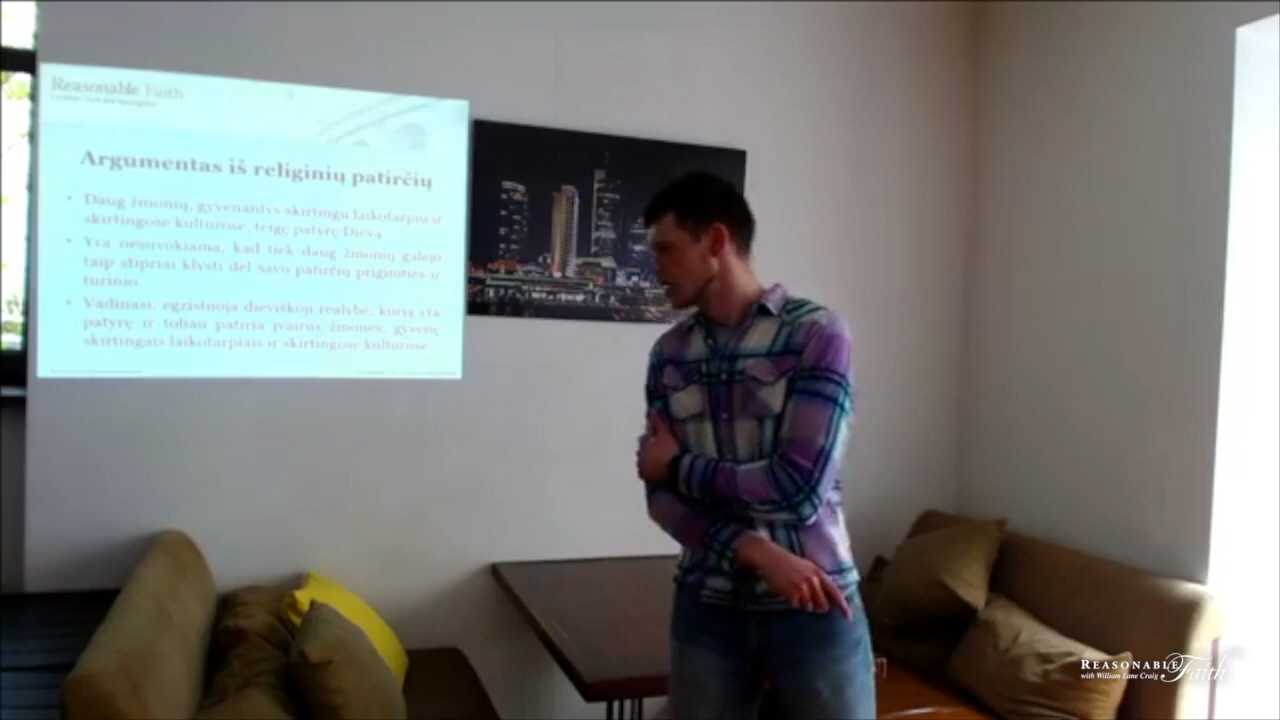 Reasonable Faith
Argumentas iš religinių patirčių
• Daug žmonių, gyvenantys skirtingu laikotarpiu ir
skirtingose kultūrose, teigę patyrę Dievą.
• Yra nesuvokiama, kad tiek daug žmonių galėjo
taip stipriai klysti dėl savo patirčių prigimties ir
turinio.
• Vadinasi, egzistuoja dieviškoji realybė, kurią yra
patyrę ir toliau patiria įvairūs žmonės, gyvenę
skirtingais laikotarpiais ir skirtingose kultūrose.
REASONABLE Faith
with William Lane Craig